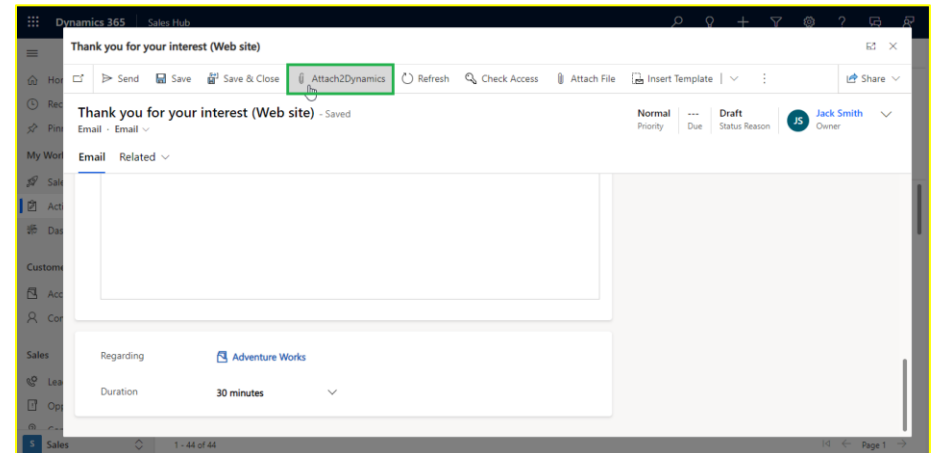 Dynamics 365 Sales Hub
Thank you for your interest (Web site)
Send Save Save & Close Attach2Dynamics Refresh Check Access Attach File Insert Template Share
Thank you for your interest (Web site) - Saved
Email · Email
Normal
Priority
---
Due
Draft
Status Reason
JS
Jack Smith
Owner
Email Related
Regarding Adventure Works
Duration 30 minutes
Sales
S Sales 1 - 44 of 44 Page 1